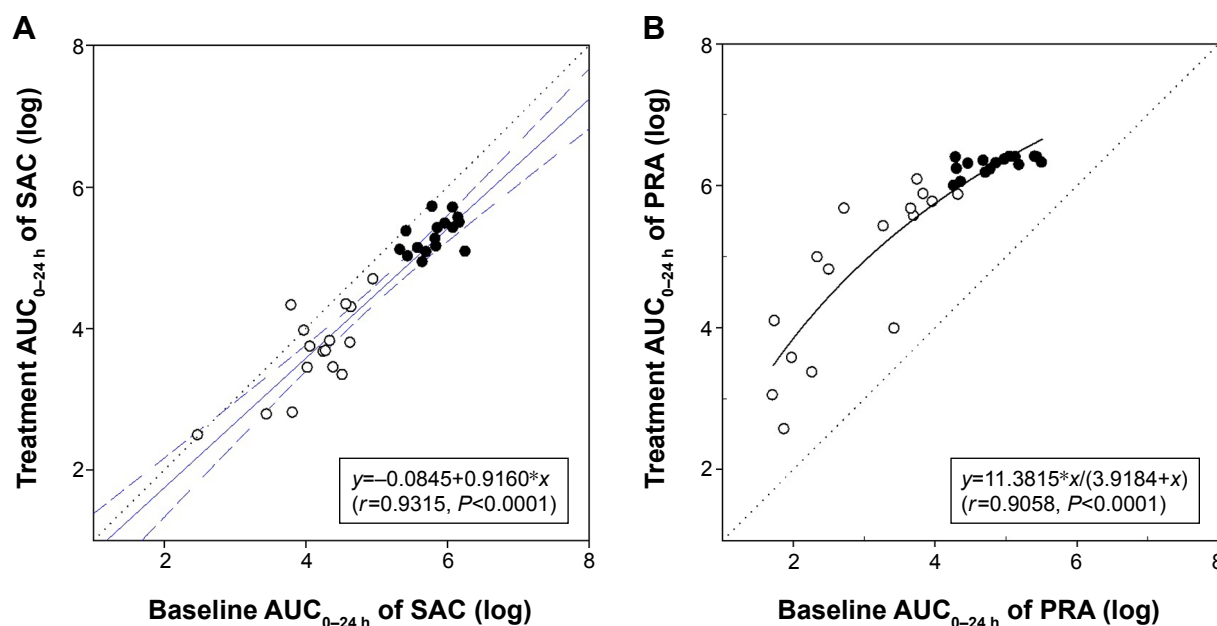 A
8
6
4
2
2
4
6
8
Treatment AUC0–24 h of SAC (log)
Baseline AUC0–24 h of SAC (log)
y=–0.0845+0.9160*x
(r=0.9315, P<0.0001)
B
8
6
4
2
2
4
6
8
Treatment AUC0–24 h of PRA (log)
Baseline AUC0–24 h of PRA (log)
y=11.3815*x/(3.9184+x)
(r=0.9058, P<0.0001)